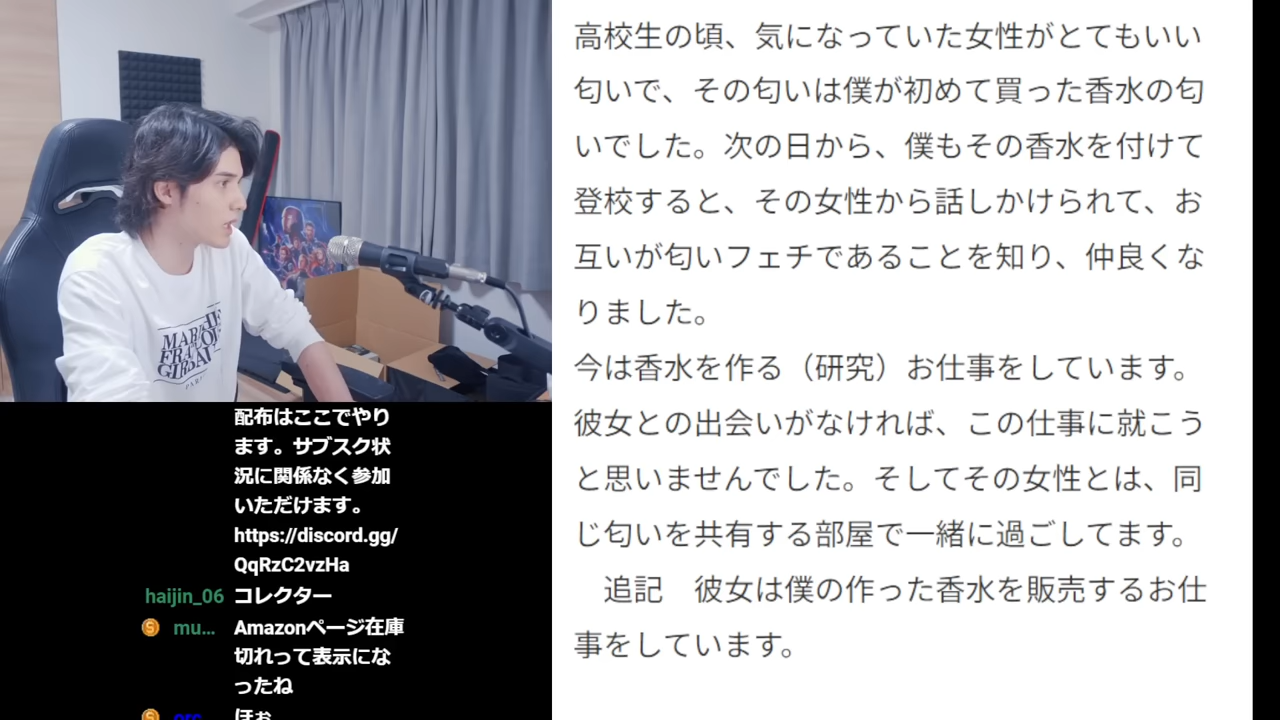 高校生の頃、気になっていた女性がとてもいい
匂いで、その匂いは僕が初めて買った香水の匂
いでした。次の日から、僕もその香水を付けて
登校すると、その女性から話しかけられて、お
互いが匂いフェチであることを知り、仲良くな
りました。
今は香水を作る（研究）お仕事をしています。
彼女との出会いがなければ、この仕事に就こう
と思いませんでした。そしてその女性とは、同
じ匂いを共有する部屋で一緒に過ごしてます。
　追記　彼女は僕の作った香水を販売するお仕
事をしています。
配布はここでやり
ます。サブスク状
況に関係なく参加
いただけます。
https://discord.gg/
QqRzC2vzHa
haijin_06 コレクター
mu... Amazonページ在庫
切れって表示にな
ったね
ほぉ